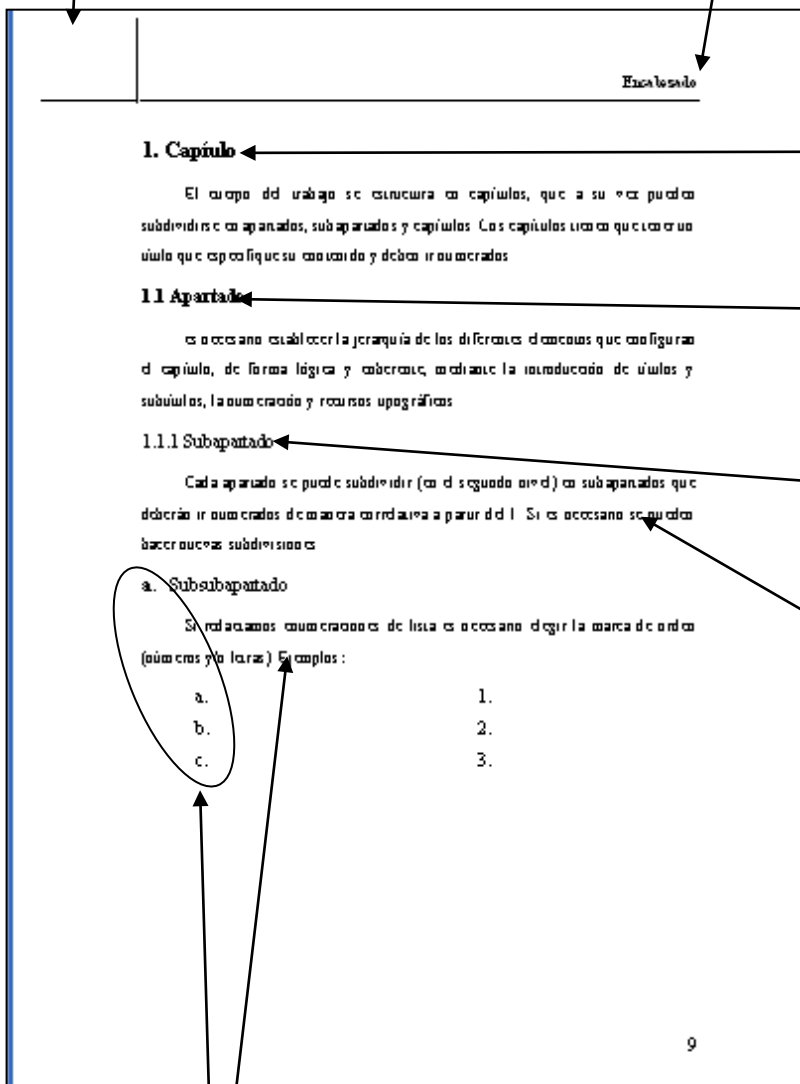 Encabezado
1. Capítulo
El cuerpo del trabajo se estructura en capítulos, que a su vez pueden
subdividirse en apartados, subapartados y capítulos. Los capítulos tienen que tener un
título que especifique su contenido y deben ir numerados
1.1 Apartado
es necesario establecer la jerarquía de los diferentes elementos que configuran
el capítulo, de forma lógica y coherente, mediante la introducción de títulos y
subtítulos, la numeración y recursos tipográficos
1.1.1 Subapartado
Cada apartado se puede subdividir (en el segundo nivel) en subapartados que
deberán ir numerados de manera correlativa a partir del 1. Si es necesario se pueden
hacer nuevas subdivisiones
a. Subsubapartado
Si redactamos enumeraciones de lista es necesario elegir la marca de orden
(números y/o letras) Ejemplos:
a. 1.
b. 2.
c. 3.
9